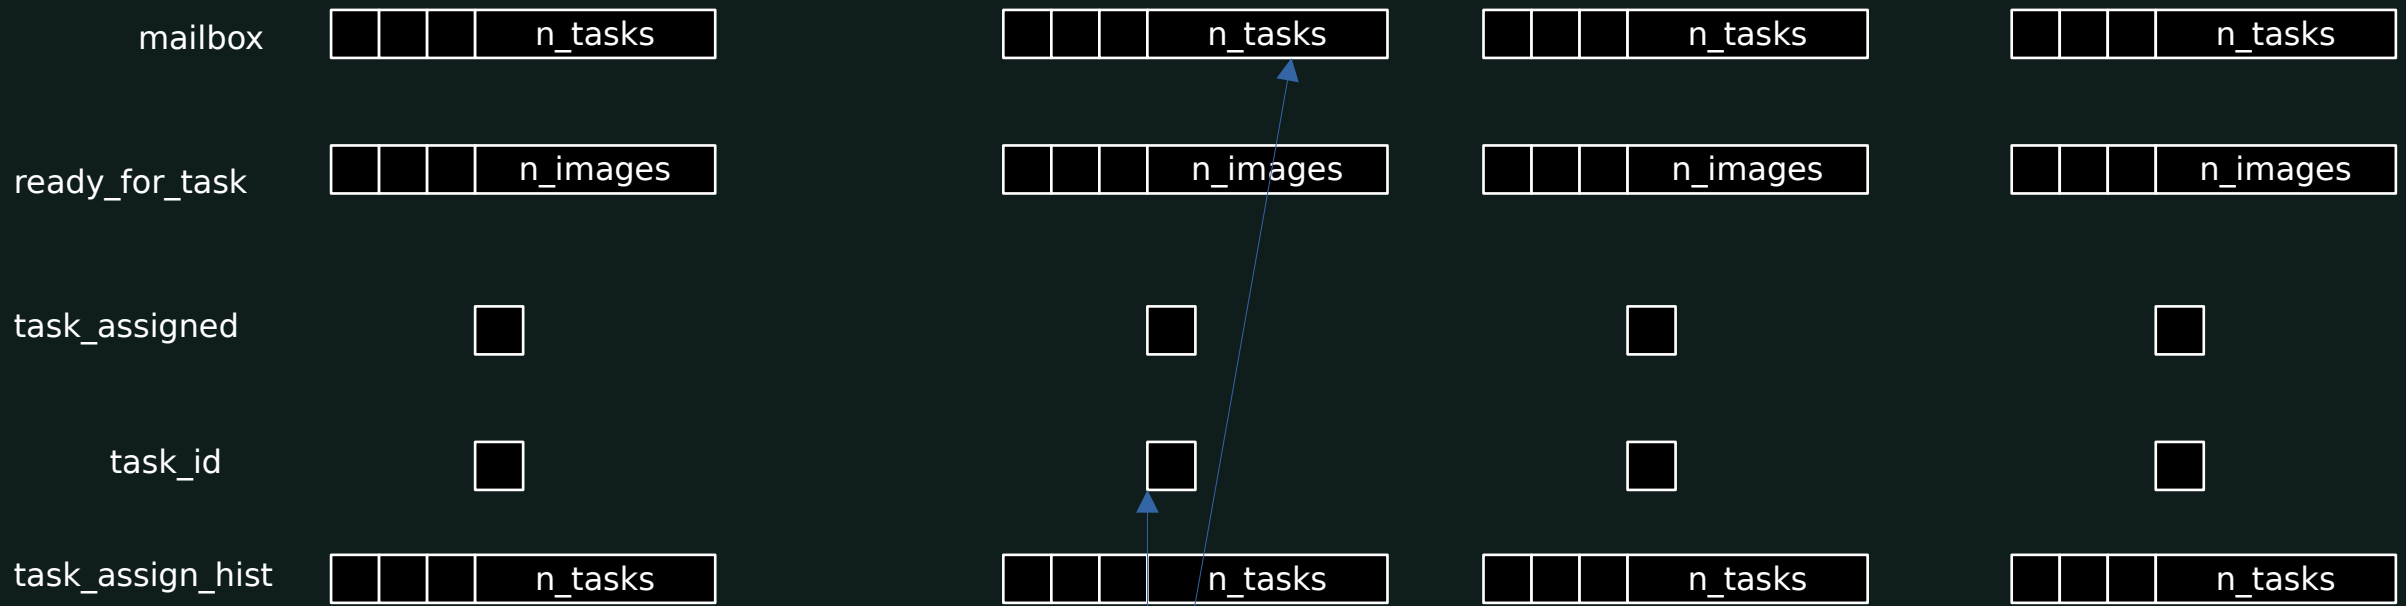 mailbox n_tasks n_tasks n_tasks n_tasks
ready_for_task n_images n_images n_images n_images
task_assigned
task_id
task_assign_hist n_tasks n_tasks n_tasks n_tasks